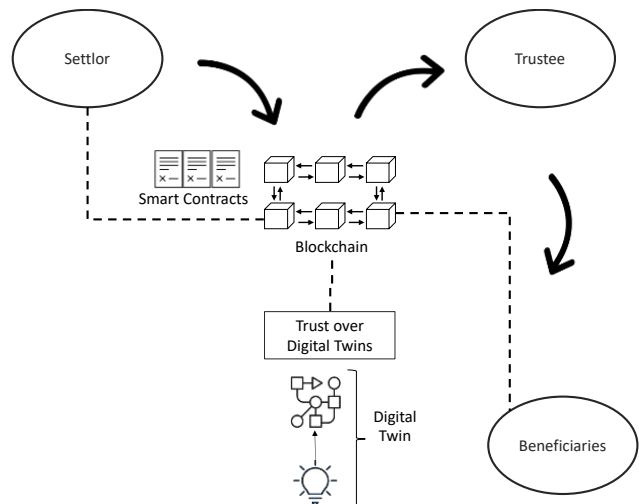 Settlor
Trustee
Smart Contracts
Blockchain
Trust over
Digital Twins
Digital
Twin
Beneficiaries